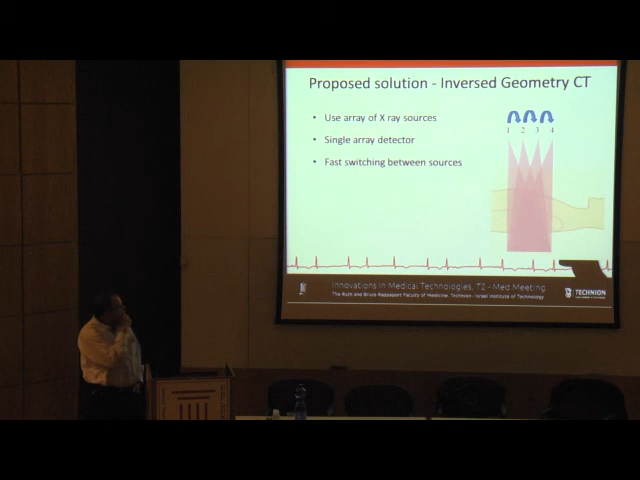 Proposed solution - Inversed Geometry CT
• Use array of X ray sources
• Single array detector
• Fast switching between sources
1 2 3 4
Innovations in Medical Technologies, T2 - Med Meeting
The Ruth and Bruce Rappaport Faculty of Medicine, Technion - Israel Institute of Technology
TECHNION